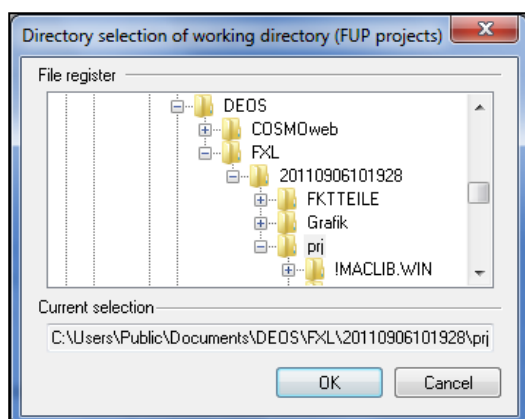 Directory selection of working directory (FUP projects)
File register
DEOS
COSMOweb
FXL
20110906101928
FKTTEILE
Grafik
prj
!MACLIB.WIN
Current selection
C:\Users\Public\Documents\DEOS\FXL\20110906101928\prj
OK Cancel